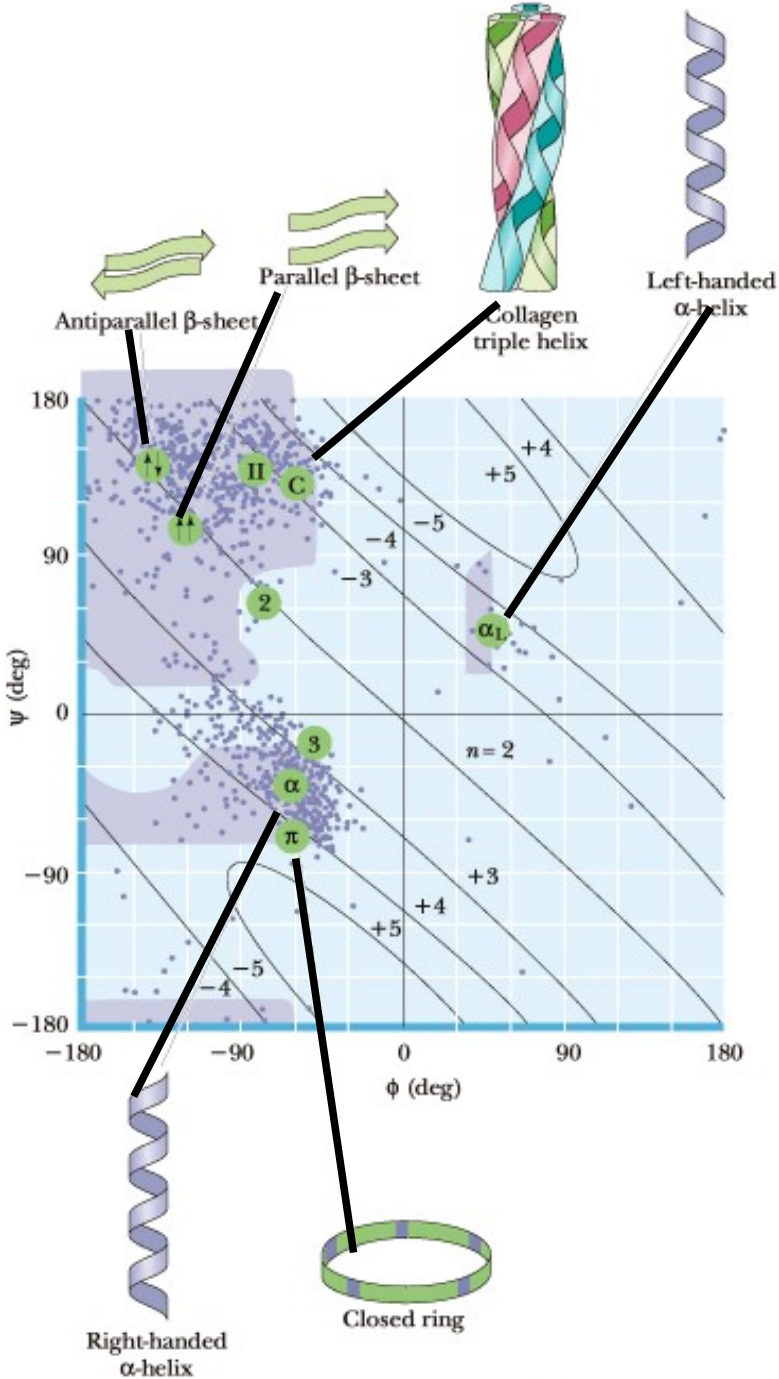 Parallel β-sheet
Antiparallel β-sheet
Collagen
triple helix
Left-handed
α-helix
180
90
0
−90
−180
ψ (deg)
↑↓
↑↑
II
C
2
3
α
π
αL
+4
+5
−5
−4
−3
n = 2
+3
+4
+5
−5
−4
−180
−90
0
90
180
ϕ (deg)
Right-handed
α-helix
Closed ring